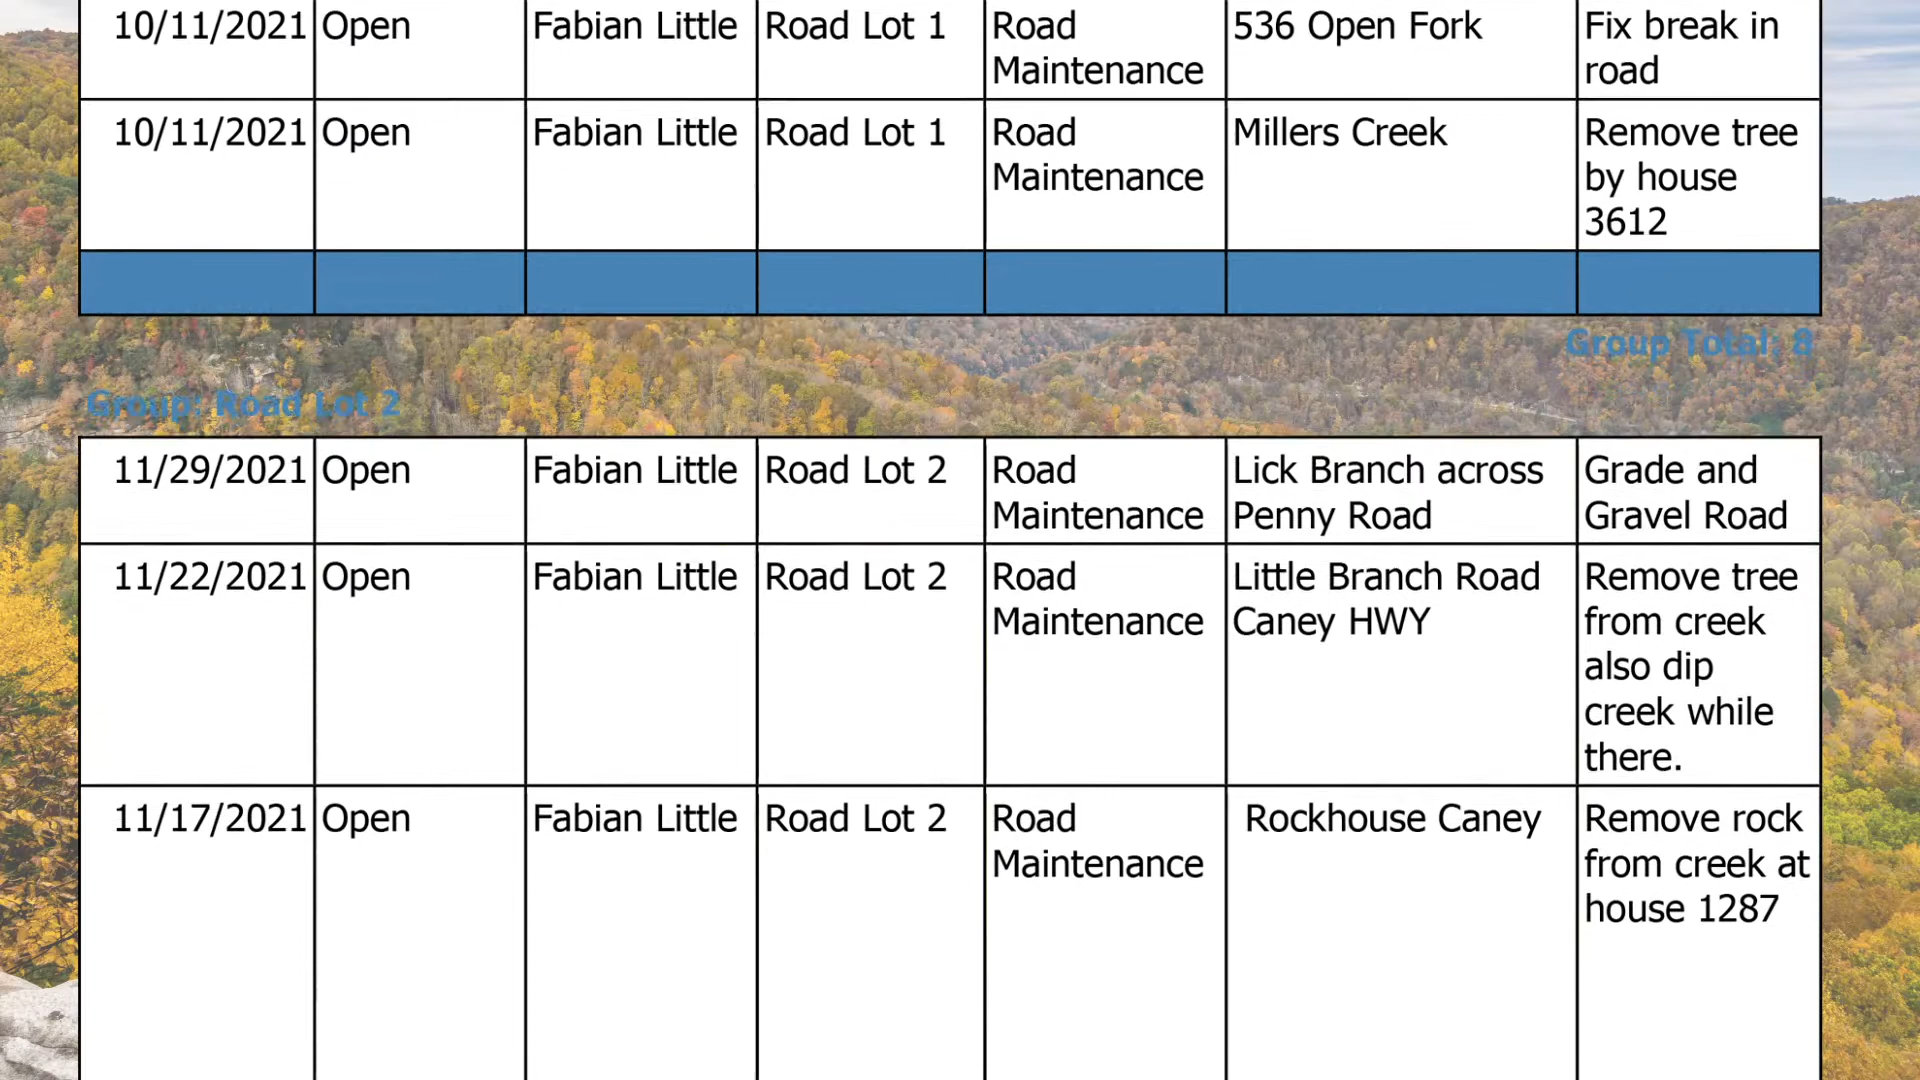 10/11/2021 Open Fabian Little Road Lot 1 Road Maintenance 536 Open Fork Fix break in road
10/11/2021 Open Fabian Little Road Lot 1 Road Maintenance Millers Creek Remove tree by house 3612
Group Total: 8
Group: Road Lot 2
11/29/2021 Open Fabian Little Road Lot 2 Road Maintenance Lick Branch across Penny Road Grade and Gravel Road
11/22/2021 Open Fabian Little Road Lot 2 Road Maintenance Little Branch Road Caney HWY Remove tree from creek also dip creek while there.
11/17/2021 Open Fabian Little Road Lot 2 Road Maintenance Rockhouse Caney Remove rock from creek at house 1287